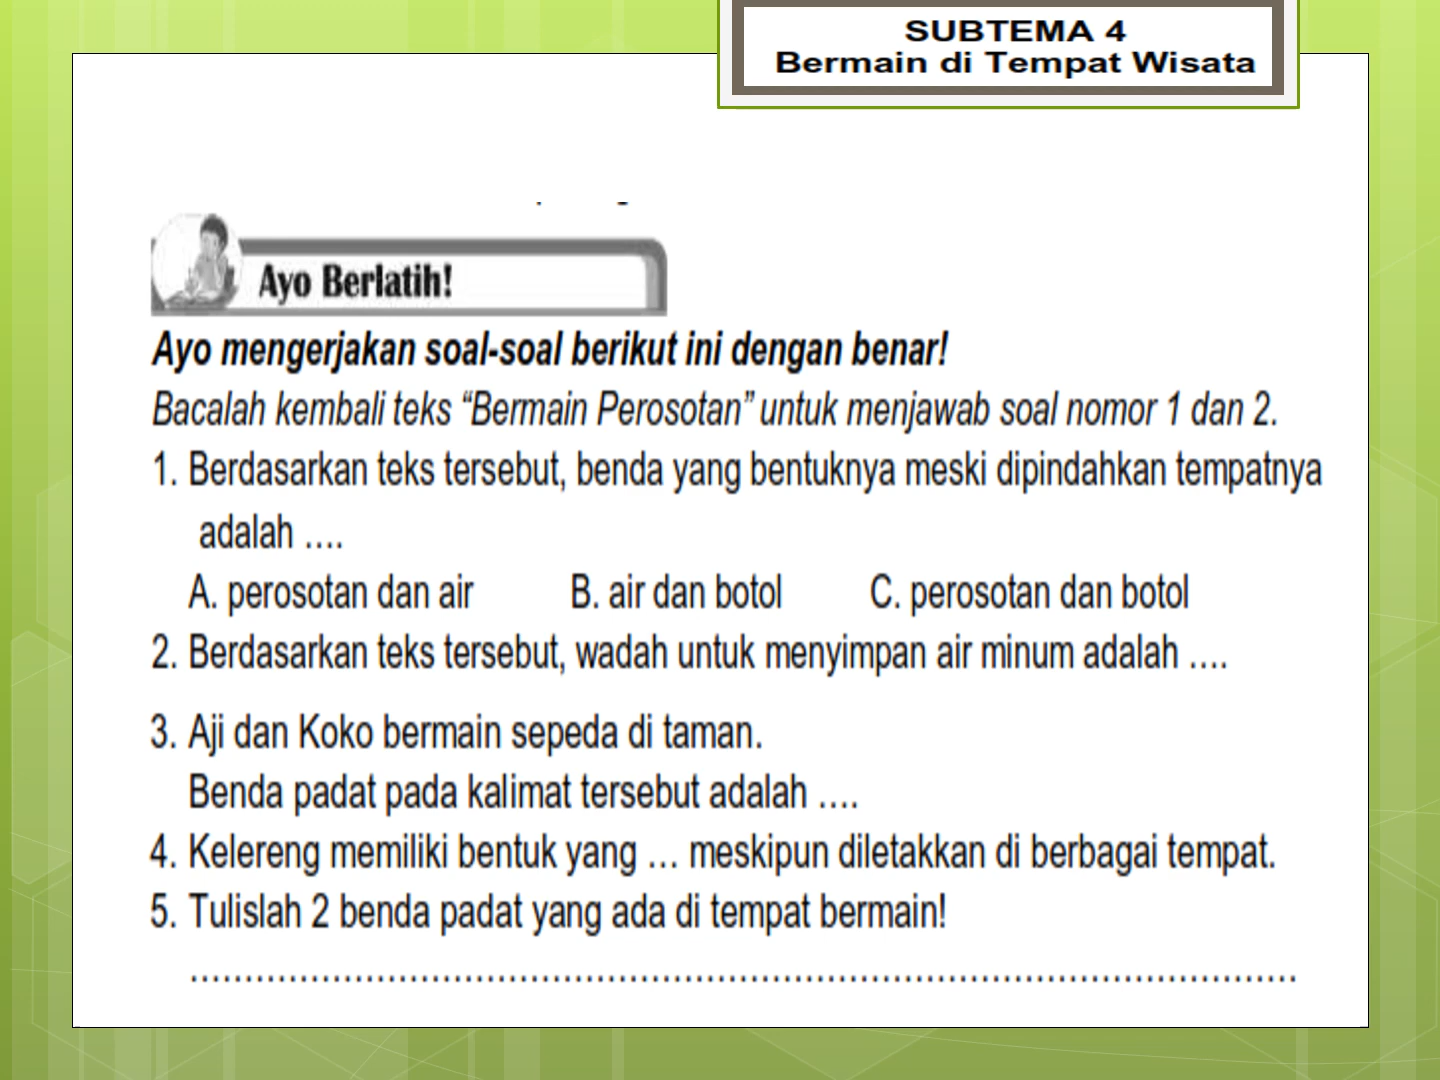 SUBTEMA 4
Bermain di Tempat Wisata
Ayo Berlatih!
Ayo mengerjakan soal-soal berikut ini dengan benar!
Bacalah kembali teks “Bermain Perosotan” untuk menjawab soal nomor 1 dan 2.
1. Berdasarkan teks tersebut, benda yang bentuknya meski dipindahkan tempatnya
adalah ....
A. perosotan dan air B. air dan botol C. perosotan dan botol
2. Berdasarkan teks tersebut, wadah untuk menyimpan air minum adalah ....
3. Aji dan Koko bermain sepeda di taman.
Benda padat pada kalimat tersebut adalah ....
4. Kelereng memiliki bentuk yang ... meskipun diletakkan di berbagai tempat.
5. Tulislah 2 benda padat yang ada di tempat bermain!
....................................................................................................